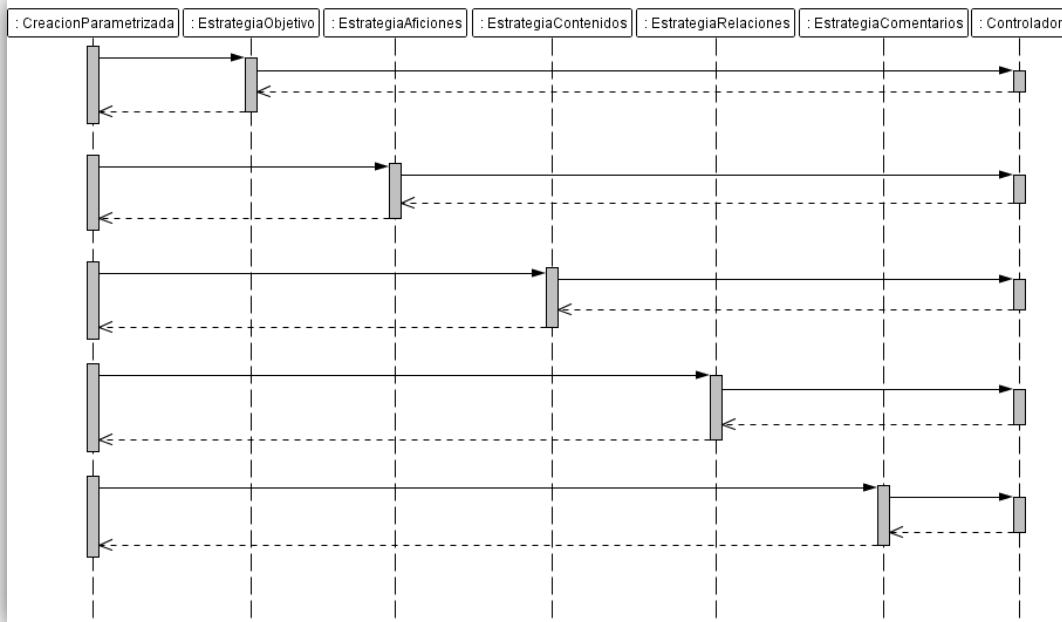 : CreacionParametrizada
: EstrategiaObjetivo
: EstrategiaAficiones
: EstrategiaContenidos
: EstrategiaRelaciones
: EstrategiaComentarios
: Controlador